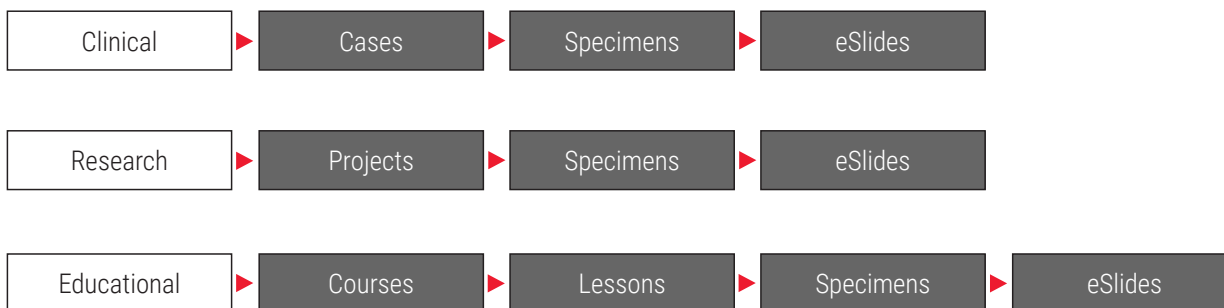 Clinical Cases Specimens eSlides
Research Projects Specimens eSlides
Educational Courses Lessons Specimens eSlides